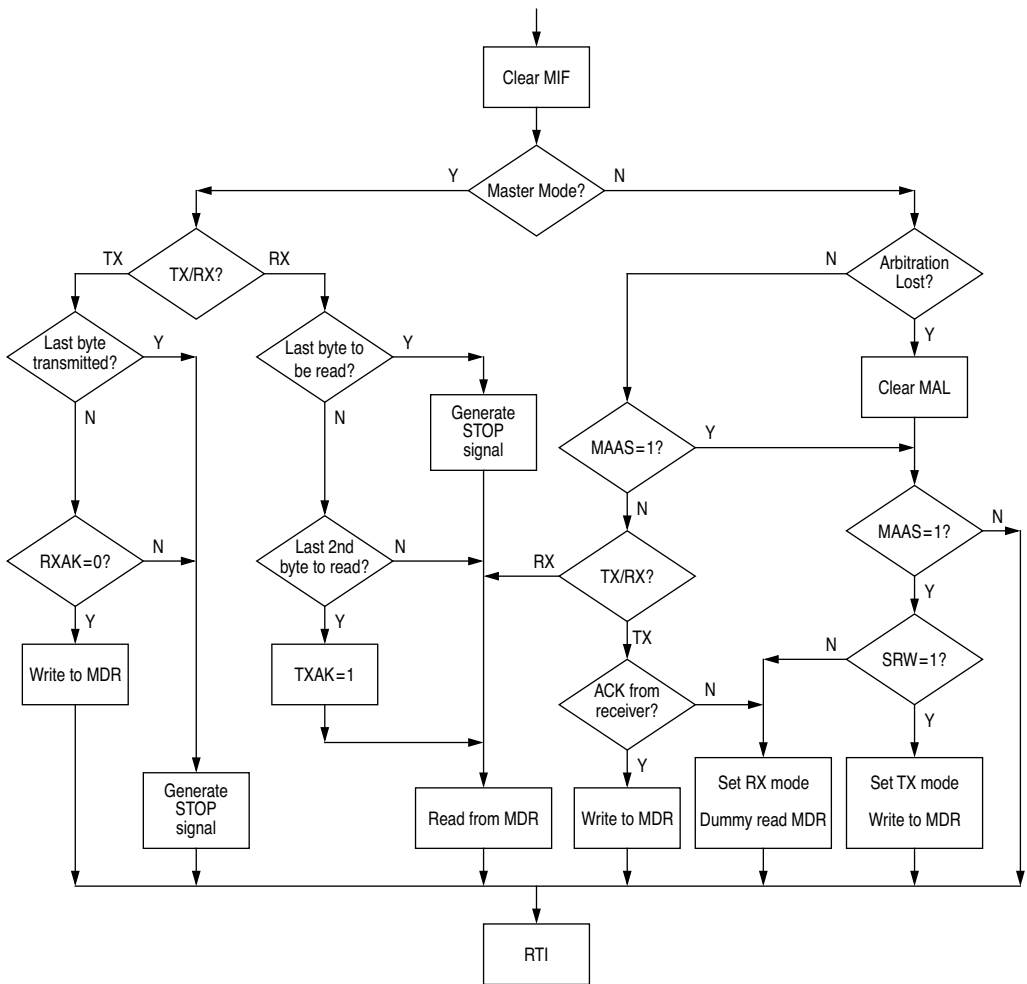 Clear MIF
Y
Master Mode?
N
TX
TX/RX?
RX
N
Arbitration
Lost?
Y
Last byte
transmitted?
Y
N
Last byte to
be read?
Y
N
Generate
STOP
signal
Clear MAL
MAAS=1?
Y
N
MAAS=1?
N
Y
RXAK=0?
N
Y
Last 2nd
byte to read?
N
Y
RX
TX/RX?
TX
N
SRW=1?
Y
Write to MDR
TXAK=1
ACK from
receiver?
N
Y
Generate
STOP
signal
Read from MDR
Write to MDR
Set RX mode
Dummy read MDR
Set TX mode
Write to MDR
RTI